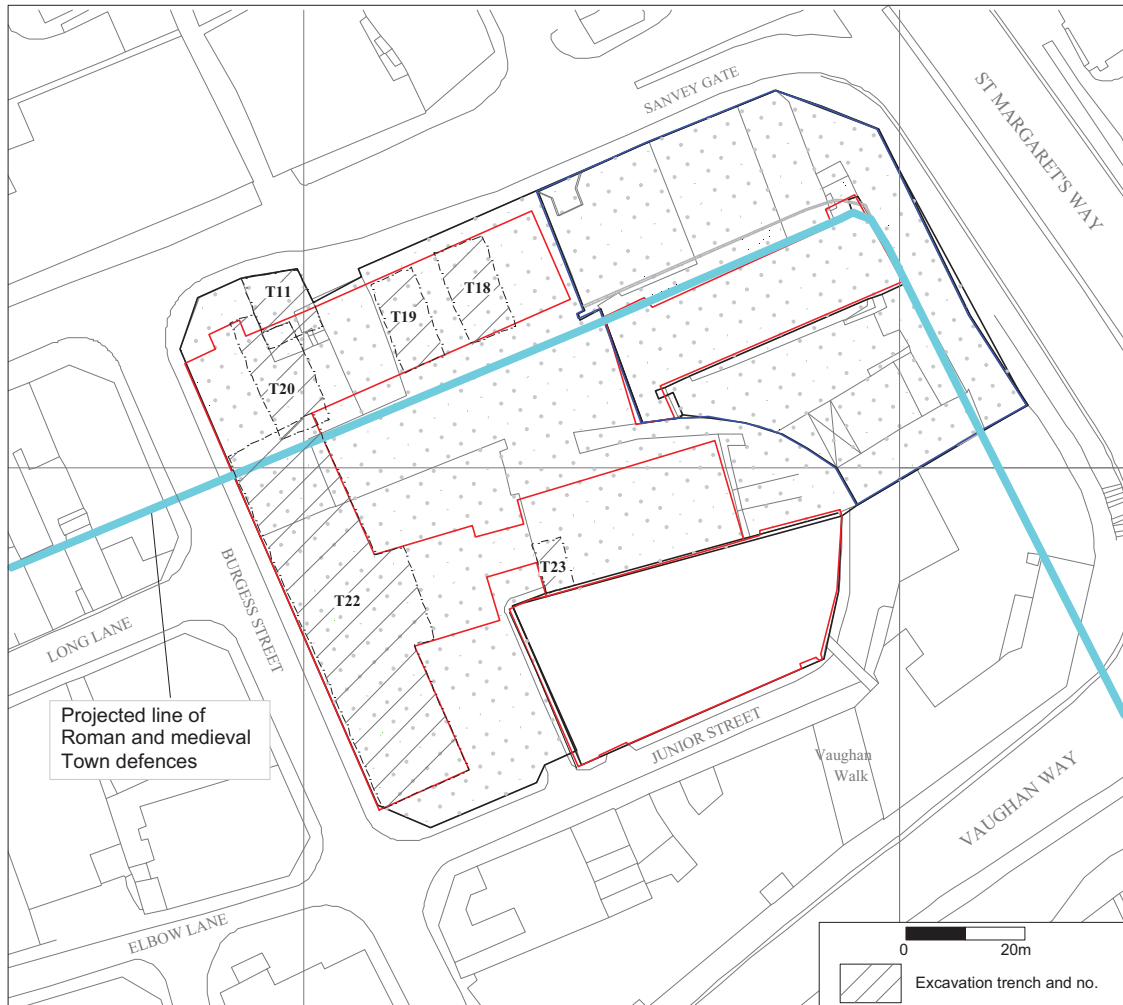 SANVEY GATE
ST MARGARET'S WAY
T11
T18
T19
T20
T23
T22
BURGESS STREET
LONG LANE
Projected line of
Roman and medieval
Town defences
JUNIOR STREET
Vaughan
Walk
VAUGHAN WAY
ELBOW LANE
0 20m
Excavation trench and no.